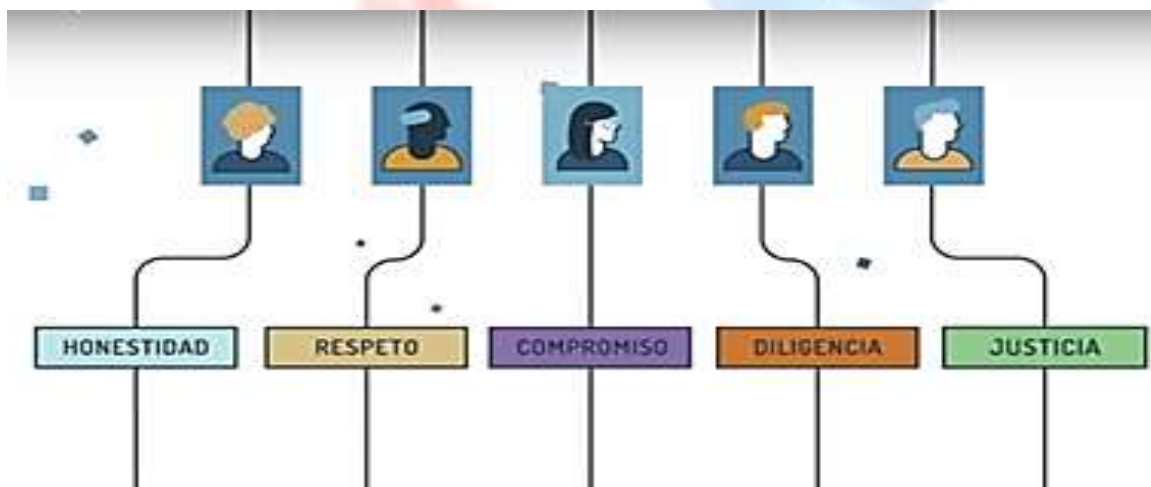 HONESTIDAD
RESPETO
COMPROMISO
DILIGENCIA
JUSTICIA